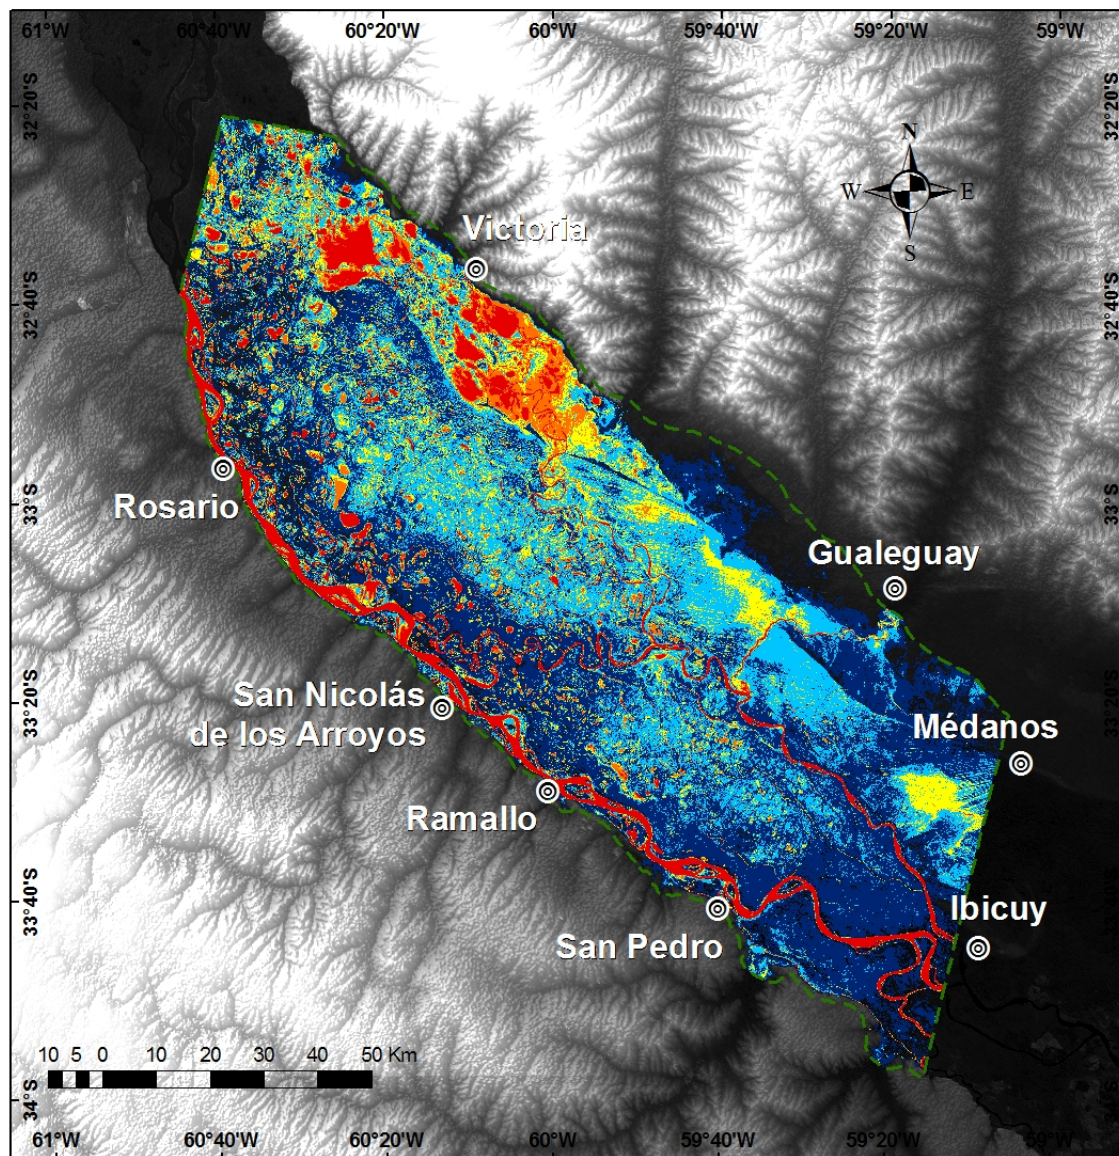 61°W 60°40'W 60°20'W 60°W 59°40'W 59°20'W 59°W
32°20'S 32°20'S
N
W E
S
Victoria
32°40'S 32°40'S
Rosario
33°S 33°S
Gualeguay
San Nicolás
de los Arroyos
33°20'S
Médanos
Ramallo
33°40'S
Ibicuy
San Pedro
10 5 0 10 20 30 40 50 Km
34°S
61°W 60°40'W 60°20'W 60°W 59°40'W 59°20'W 59°W